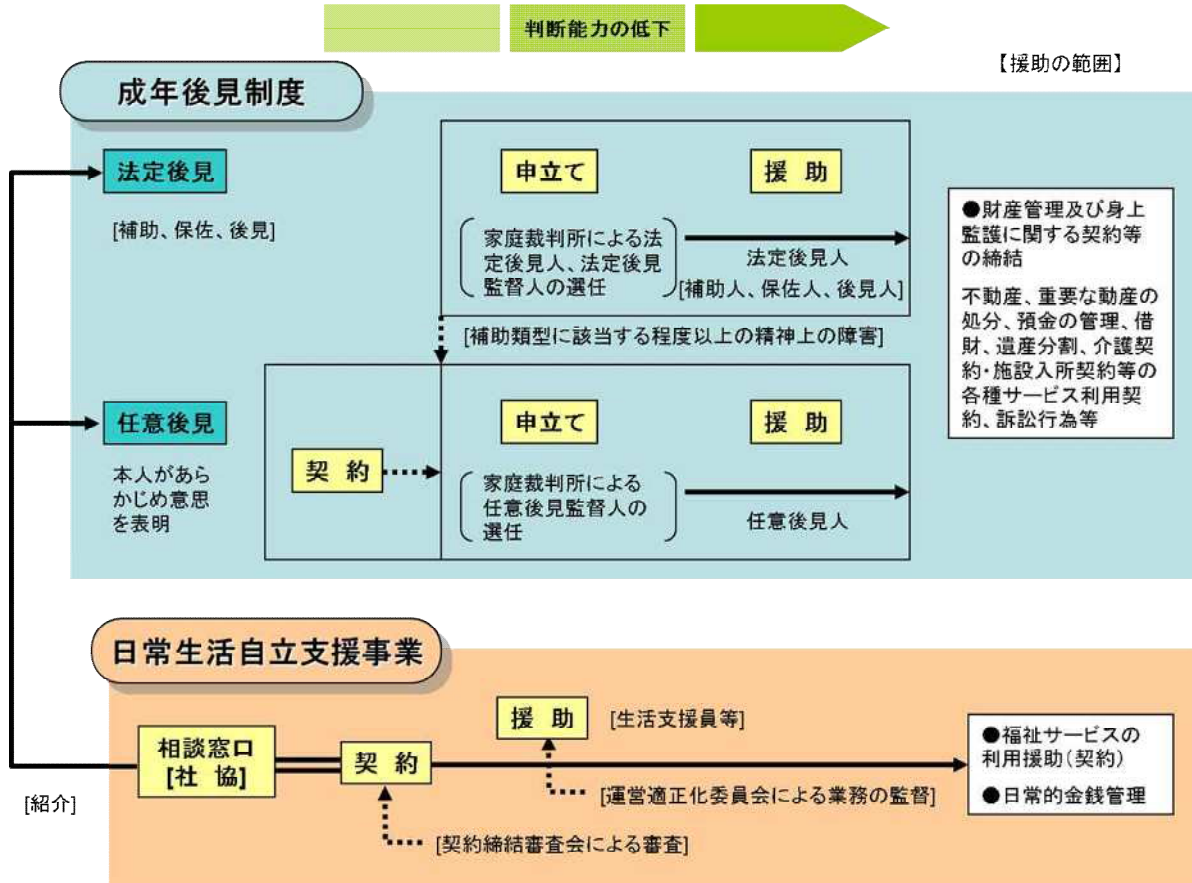 判断能力の低下
【援助の範囲】
成年後見制度
法定後見
[補助、保佐、後見]
申立て
家庭裁判所による法
定後見人、法定後見
監督人の選任
援 助
法定後見人
[補助人、保佐人、後見人]
[補助類型に該当する程度以上の精神上の障害]
任意後見
本人があら
かじめ意思
を表明
契 約
申立て
家庭裁判所による
任意後見監督人の
選任
援 助
任意後見人
●財産管理及び身上
監護に関する契約等
の締結
不動産、重要な動産の
処分、預金の管理、借
財、遺産分割、介護契
約・施設入所契約等の
各種サービス利用契
約、訴訟行為等
日常生活自立支援事業
相談窓口
[社 協]
[紹介]
契 約
援 助
[生活支援員等]
[運営適正化委員会による業務の監督]
[契約締結審査会による審査]
●福祉サービスの
利用援助(契約)
●日常的金銭管理